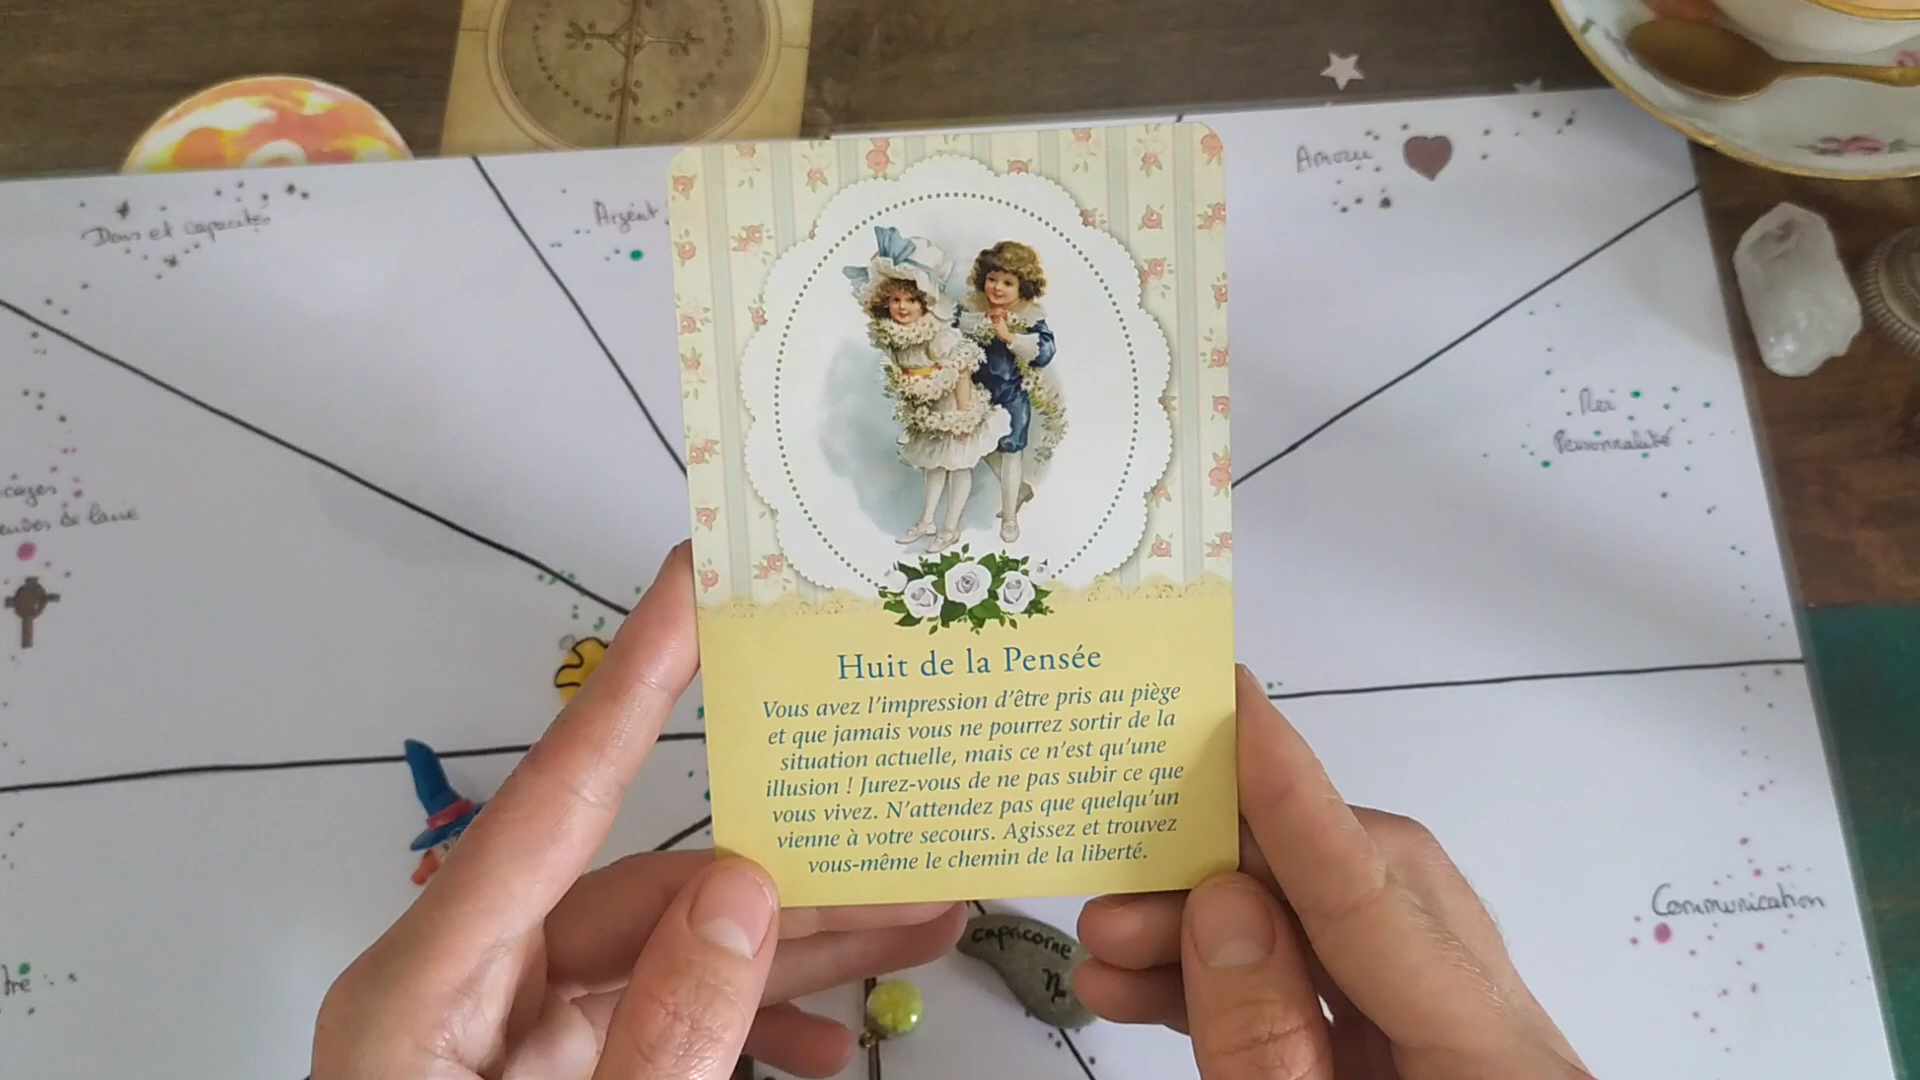 Dons et capacités
Argent
Amour
Personnalité
Huit de la Pensée
Vous avez l'impression d'être pris au piège
et que jamais vous ne pourrez sortir de la
situation actuelle, mais ce n'est qu'une
illusion ! Jurez-vous de ne pas subir ce que
vous vivez. N'attendez pas que quelqu'un
vienne à votre secours. Agissez et trouvez
vous-même le chemin de la liberté.
Communication
capricorne